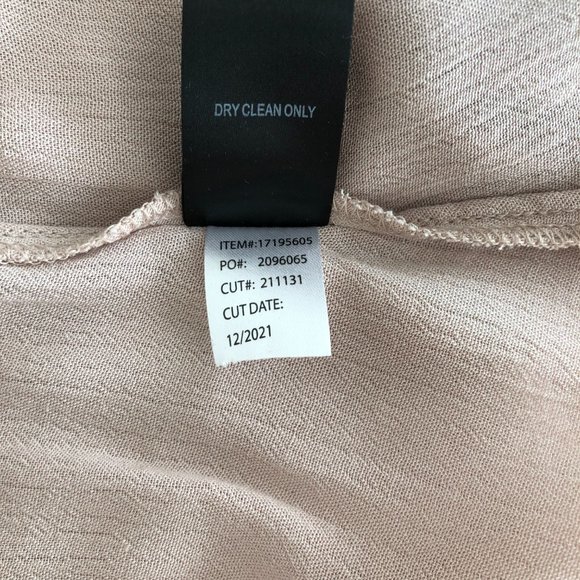 DRY CLEAN ONLY
ITEM#:17195605
PO#: 2096065
CUT#: 211131
CUT DATE:
12/2021